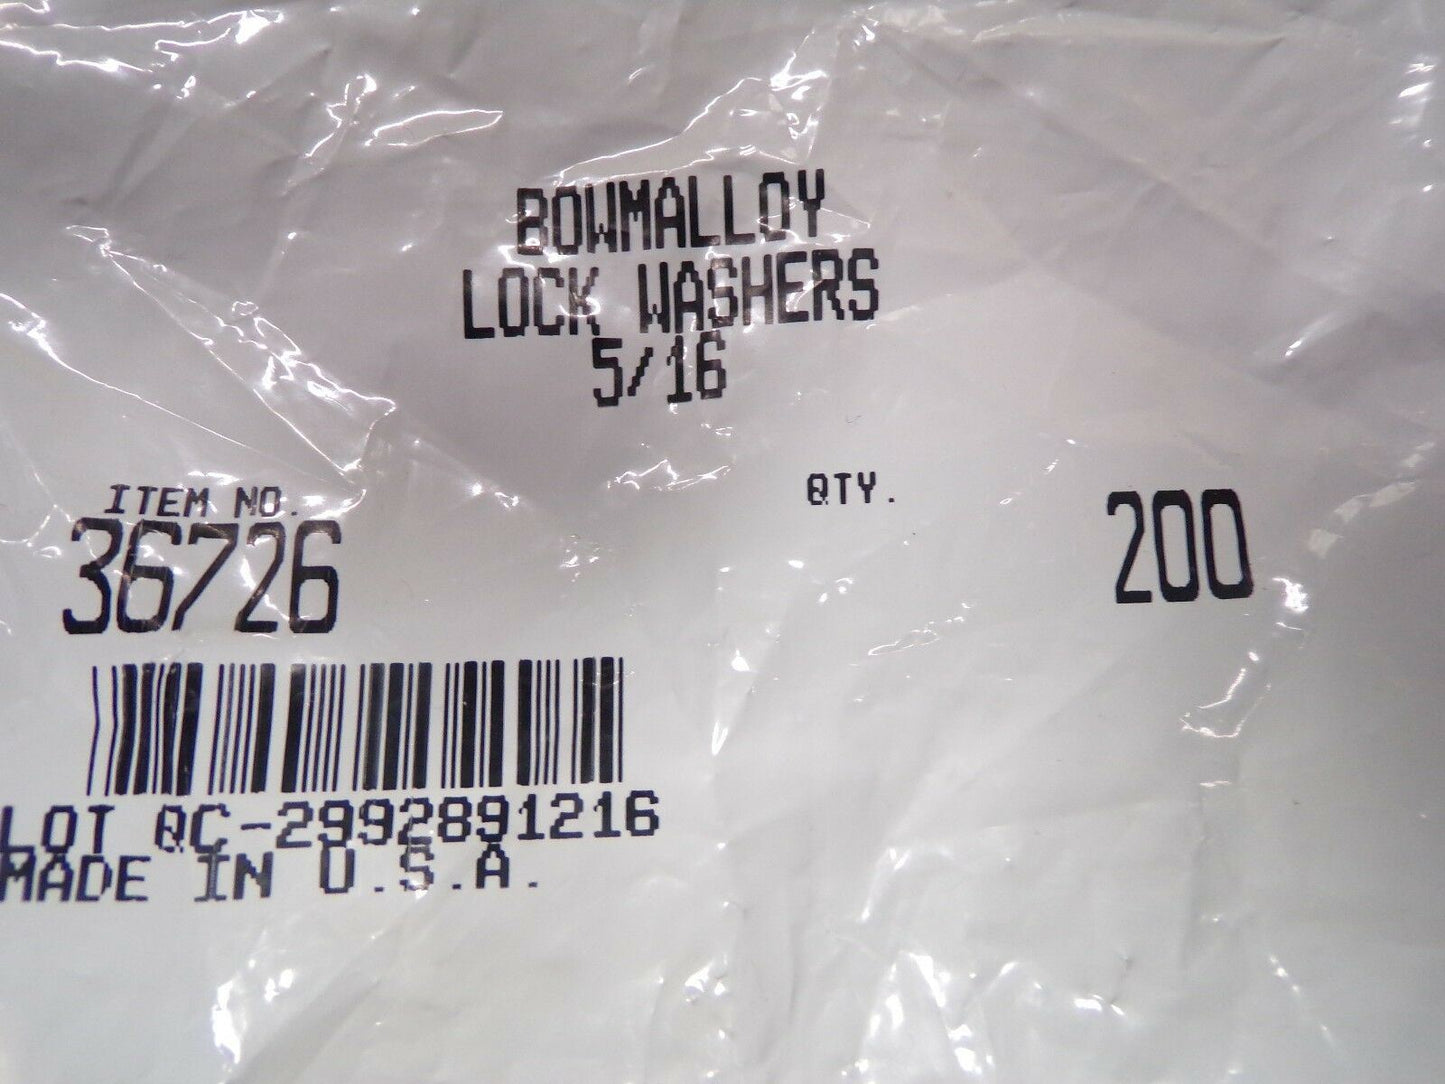 BOWMALLOY
LOCK WASHERS
5/16
ITEM NO.
36726
QTY.
200
LOT QC-2992891216
MADE IN U.S.A.